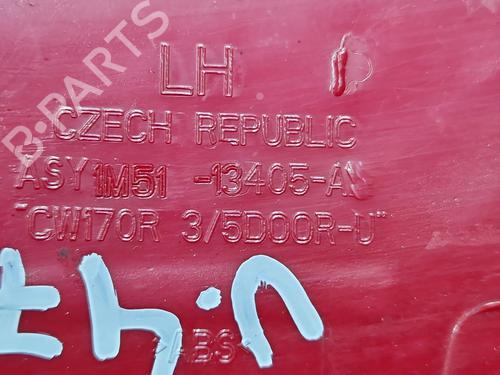 B-PARTS
LH
CZECH REPUBLIC
ASY 1M51 -13405-A
"CW170R 3/5DOOR-U"
>ABS<